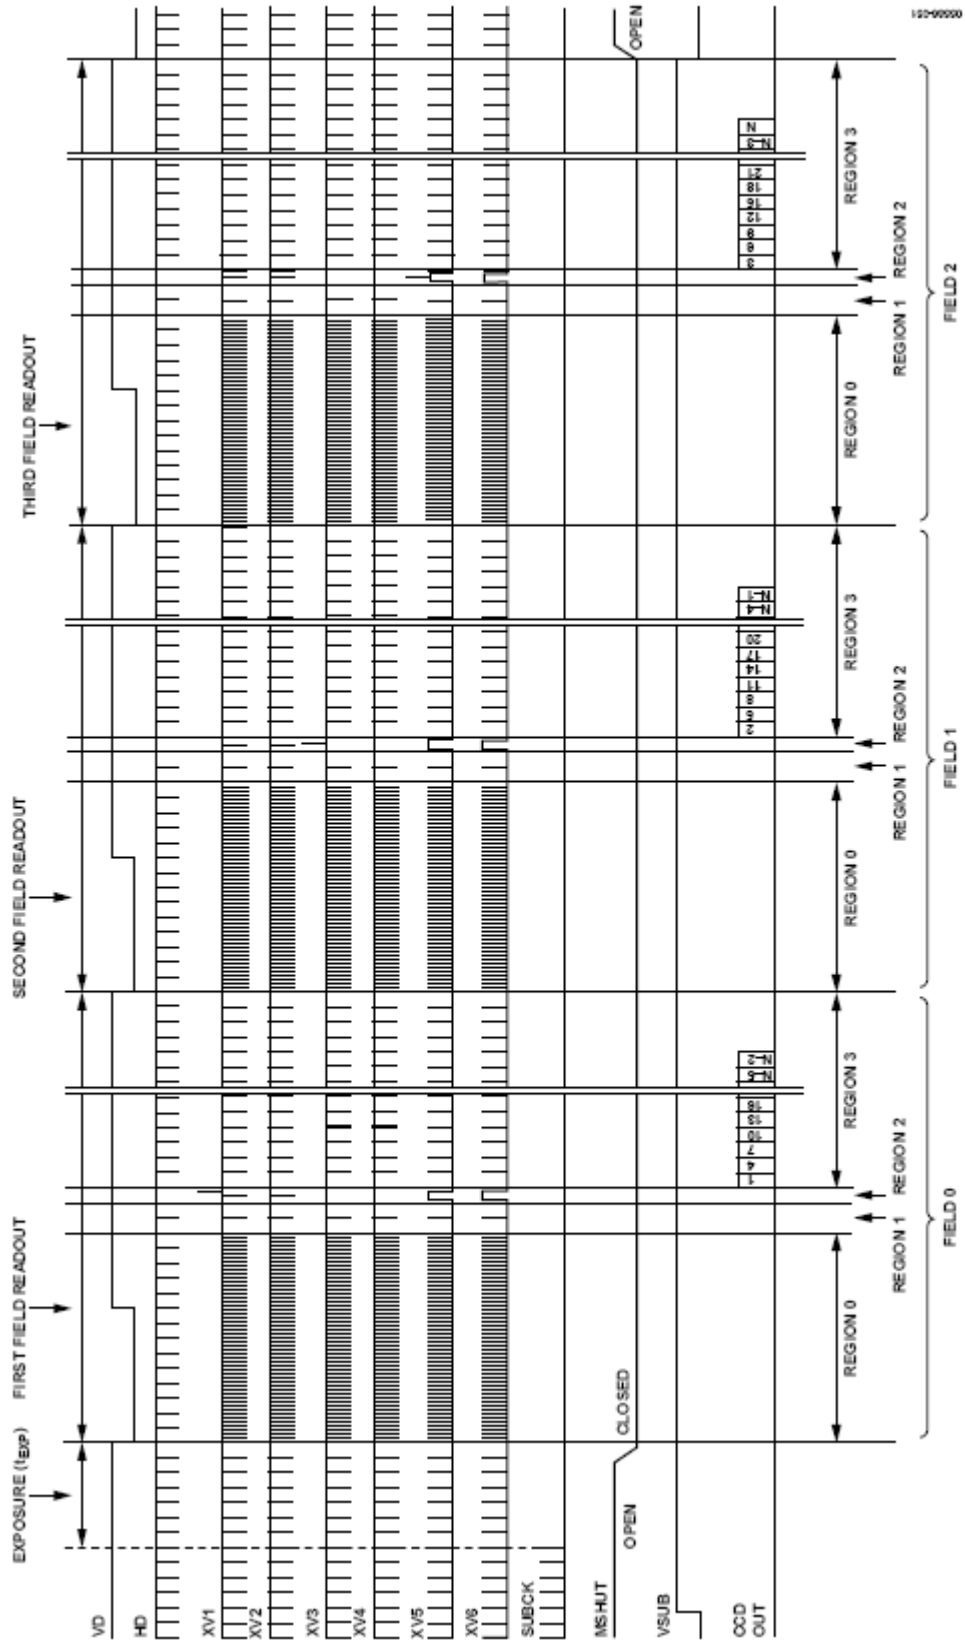 EXPOSURE (tEXP)
FIRST FIELD READOUT
SECOND FIELD READOUT
THIRD FIELD READOUT
VD
HD
XV1
XV2
XV3
XV4
XV5
XV6
SUBCK
MSHUT
OPEN
CLOSED
OPEN
VSUB
CCD
OUT
1 4 7 10 13 16 N–5 N–2
2 5 8 11 14 17 20 N–4 N–1
3 6 9 12 15 18 21 N–3 N
REGION 0
REGION 3
REGION 0
REGION 3
REGION 0
REGION 3
REGION 1
REGION 2
REGION 1
REGION 2
REGION 1
REGION 2
FIELD 0
FIELD 1
FIELD 2